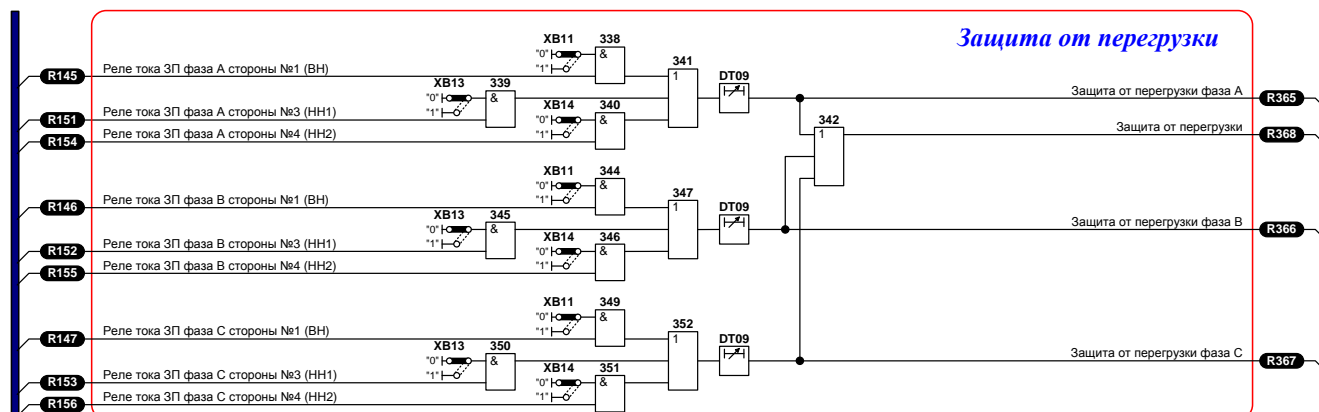 Защита от перегрузки
XB11 338
"0" &
"1"
341
R145 Реле тока ЗП фаза А стороны №1 (ВН)
1
DT09
XB13 339
"0" &
"1"
Защита от перегрузки фаза А R365
XB14 340
"0" &
"1"
R151 Реле тока ЗП фаза А стороны №3 (НН1)
342
1
Защита от перегрузки R368
R154 Реле тока ЗП фаза А стороны №4 (НН2)
XB11 344
"0" &
"1"
347
R146 Реле тока ЗП фаза В стороны №1 (ВН)
1
DT09
XB13 345
"0" &
"1"
Защита от перегрузки фаза В R366
XB14 346
"0" &
"1"
R152 Реле тока ЗП фаза В стороны №3 (НН1)
R155 Реле тока ЗП фаза В стороны №4 (НН2)
XB11 349
"0" &
"1"
352
R147 Реле тока ЗП фаза С стороны №1 (ВН)
1
DT09
XB13 350
"0" &
"1"
Защита от перегрузки фаза С R367
XB14 351
"0" &
"1"
R153 Реле тока ЗП фаза С стороны №3 (НН1)
R156 Реле тока ЗП фаза С стороны №4 (НН2)